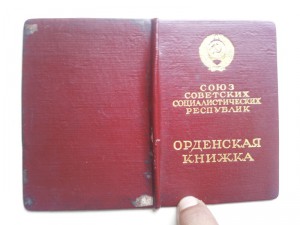 СОЮЗ
СОВЕТСКИХ
СОЦИАЛИСТИЧЕСКИХ
РЕСПУБЛИК
ОРДЕНСКАЯ
КНИЖКА